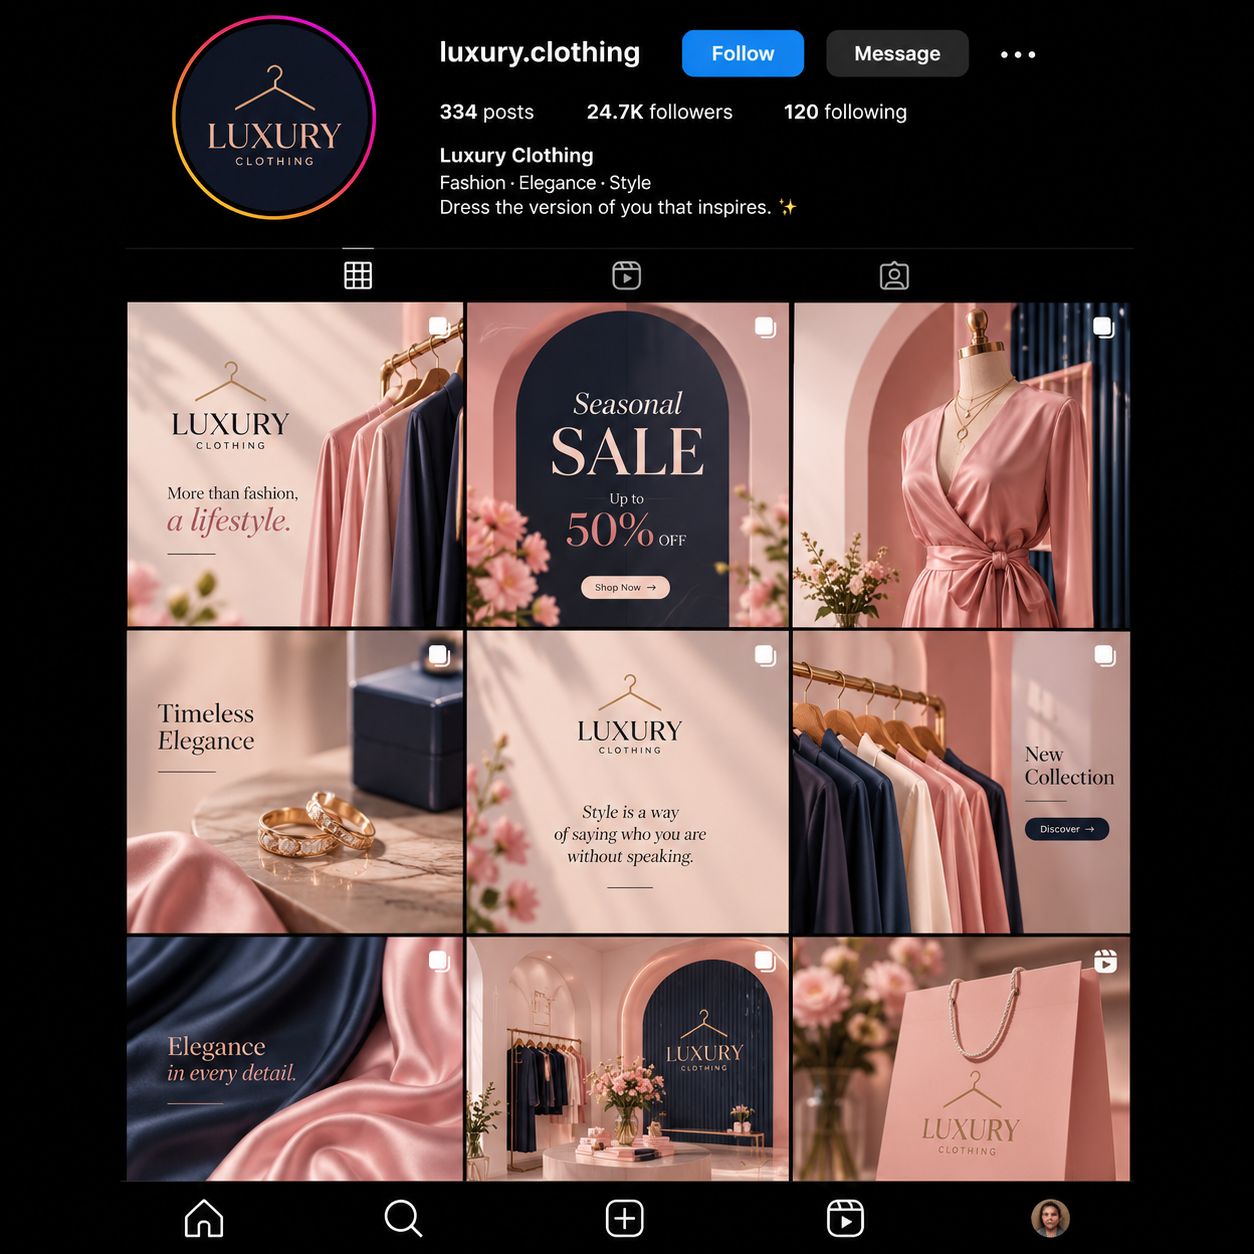 luxury.clothing
Follow
Message
334 posts
24.7K followers
120 following
Luxury Clothing
Fashion · Elegance · Style
Dress the version of you that inspires. ✨
LUXURY
CLOTHING
LUXURY
CLOTHING
More than fashion,
a lifestyle.
Seasonal
SALE
Up to
50% OFF
Shop Now →
Timeless
Elegance
LUXURY
CLOTHING
Style is a way
of saying who you are
without speaking.
New
Collection
Discover →
Elegance
in every detail.
LUXURY
CLOTHING
LUXURY
CLOTHING